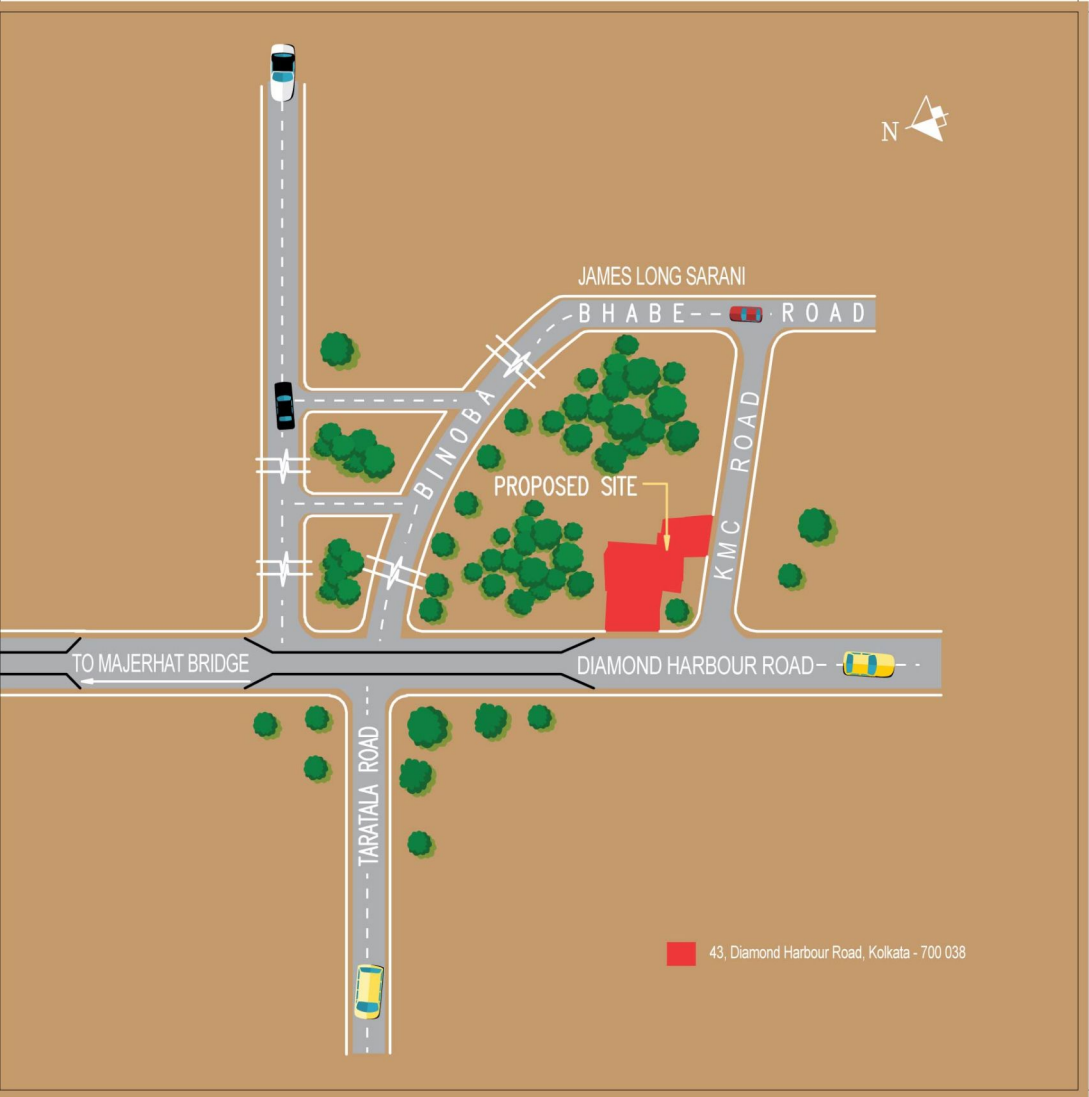 N
JAMES LONG SARANI
BINOBA BHABE ROAD
KMC ROAD
PROPOSED SITE
TO MAJERHAT BRIDGE
DIAMOND HARBOUR ROAD
TARATALA ROAD
43, Diamond Harbour Road, Kolkata - 700 038